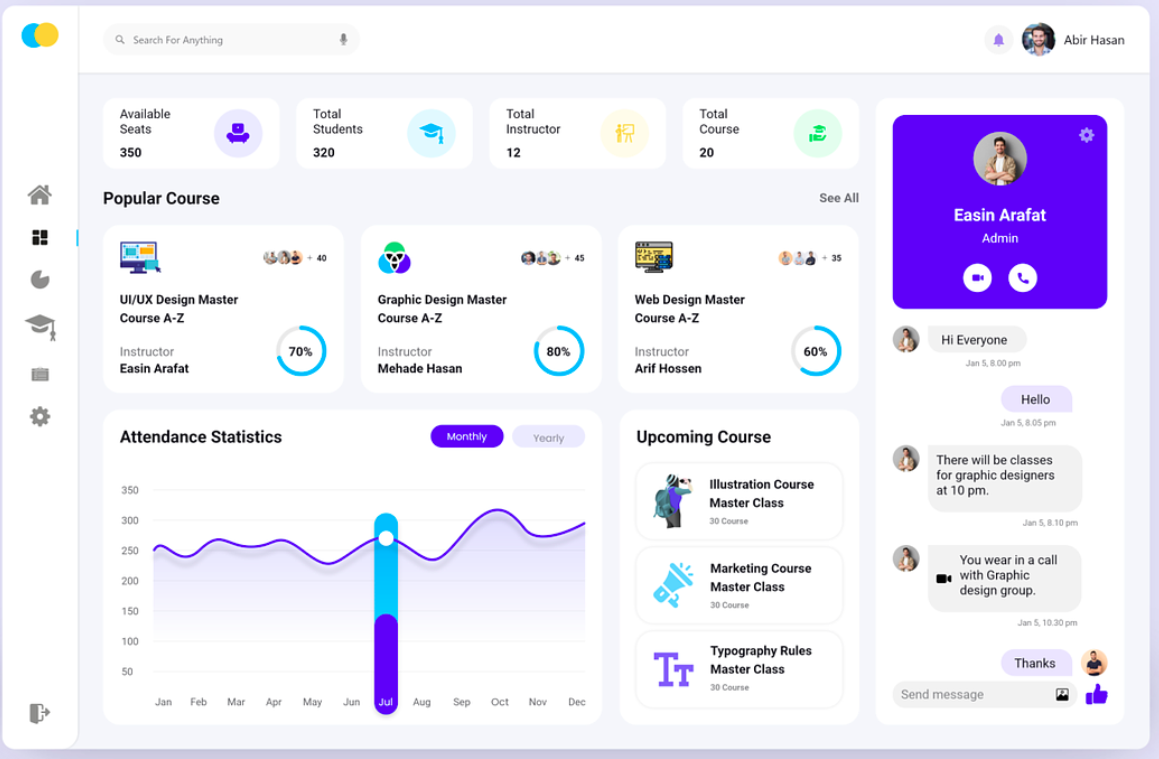 Search For Anything
Abir Hasan
Available
Seats
350
Total
Students
320
Total
Instructor
12
Total
Course
20
Popular Course
See All
+ 40
UI/UX Design Master
Course A-Z
Instructor
Easin Arafat
70%
+ 45
Graphic Design Master
Course A-Z
Instructor
Mehade Hasan
80%
+ 35
Web Design Master
Course A-Z
Instructor
Arif Hossen
60%
Attendance Statistics
Monthly
Yearly
350
300
250
200
150
100
50
Jan Feb Mar Apr May Jun Jul Aug Sep Oct Nov Dec
Upcoming Course
Illustration Course
Master Class
30 Course
Marketing Course
Master Class
30 Course
Typography Rules
Master Class
30 Course
Easin Arafat
Admin
Hi Everyone
Jan 5, 8.00 pm
Hello
Jan 5, 8.05 pm
There will be classes
for graphic designers
at 10 pm.
Jan 5, 8.10 pm
You wear in a call
with Graphic
design group.
Jan 5, 10.30 pm
Thanks
Send message